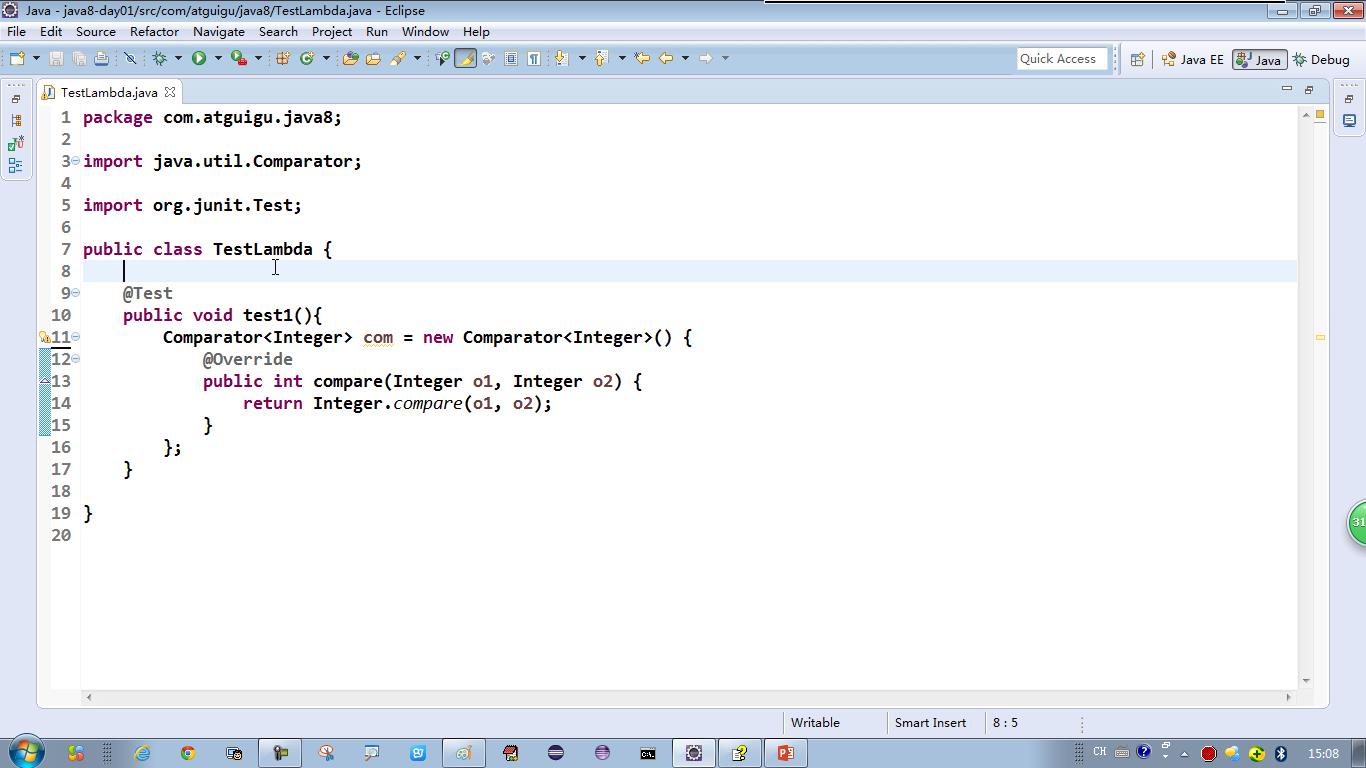 Java - java8-day01/src/com/atguigu/java8/TestLambda.java - Eclipse
File Edit Source Refactor Navigate Search Project Run Window Help
Quick Access Java EE Java Debug
TestLambda.java
1 package com.atguigu.java8;
2
3 import java.util.Comparator;
4
5 import org.junit.Test;
6
7 public class TestLambda {
8
9 @Test
10 public void test1(){
11 Comparator<Integer> com = new Comparator<Integer>() {
12 @Override
13 public int compare(Integer o1, Integer o2) {
14 return Integer.compare(o1, o2);
15 }
16 };
17 }
18
19 }
20
31
Writable Smart Insert 8 : 5
CH 15:08